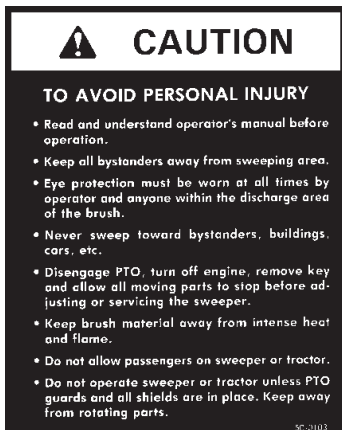 CAUTION
TO AVOID PERSONAL INJURY
• Read and understand operator's manual before
operation.
• Keep all bystanders away from sweeping area.
• Eye protection must be worn at all times by
operator and anyone within the discharge area
of the brush.
• Never sweep toward bystanders, buildings,
cars, etc.
• Disengage PTO, turn off engine, remove key
and allow all moving parts to stop before ad-
justing or servicing the sweeper.
• Keep brush material away from intense heat
and flame.
• Do not allow passengers on sweeper or tractor.
• Do not operate sweeper or tractor unless PTO
guards and all shields are in place. Keep away
from rotating parts.